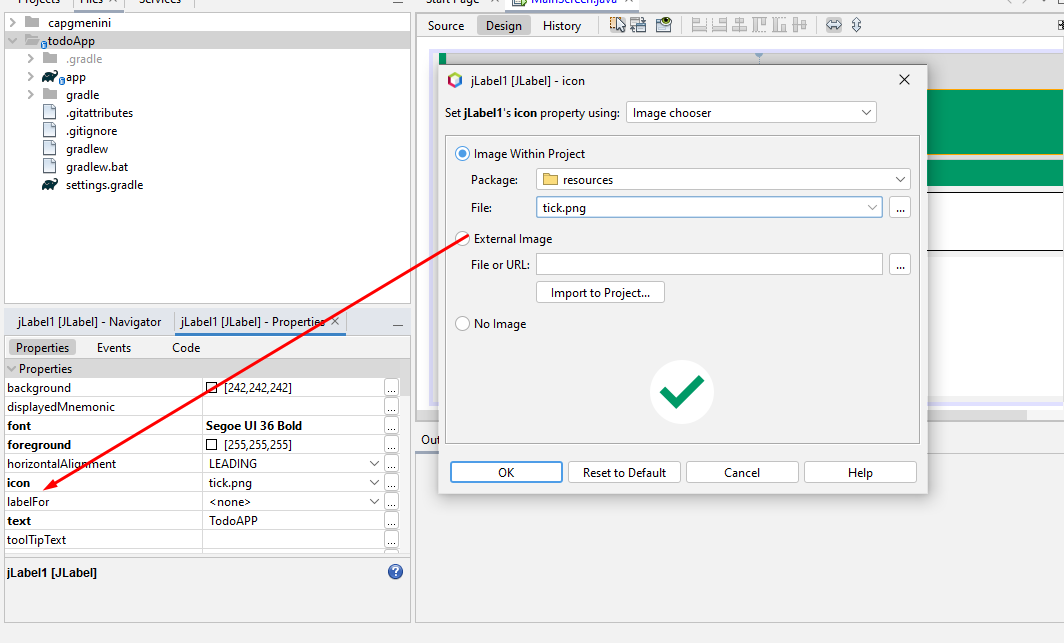 Projects Files Services
capgmenini
todoApp
.gradle
app
gradle
.gitattributes
.gitignore
gradlew
gradlew.bat
settings.gradle
jLabel1 [JLabel] - Navigator jLabel1 [JLabel] - Properties
Properties Events Code
Properties
background [242,242,242]
displayedMnemonic
font Segoe UI 36 Bold
foreground [255,255,255]
horizontalAlignment LEADING
icon tick.png
labelFor <none>
text TodoAPP
toolTipText
jLabel1 [JLabel]
Start Page MainScreen.java
Source Design History
jLabel1 [JLabel] - icon
Set jLabel1's icon property using: Image chooser
Image Within Project
Package: resources
File: tick.png ...
External Image
File or URL: ...
Import to Project...
No Image
OK Reset to Default Cancel Help